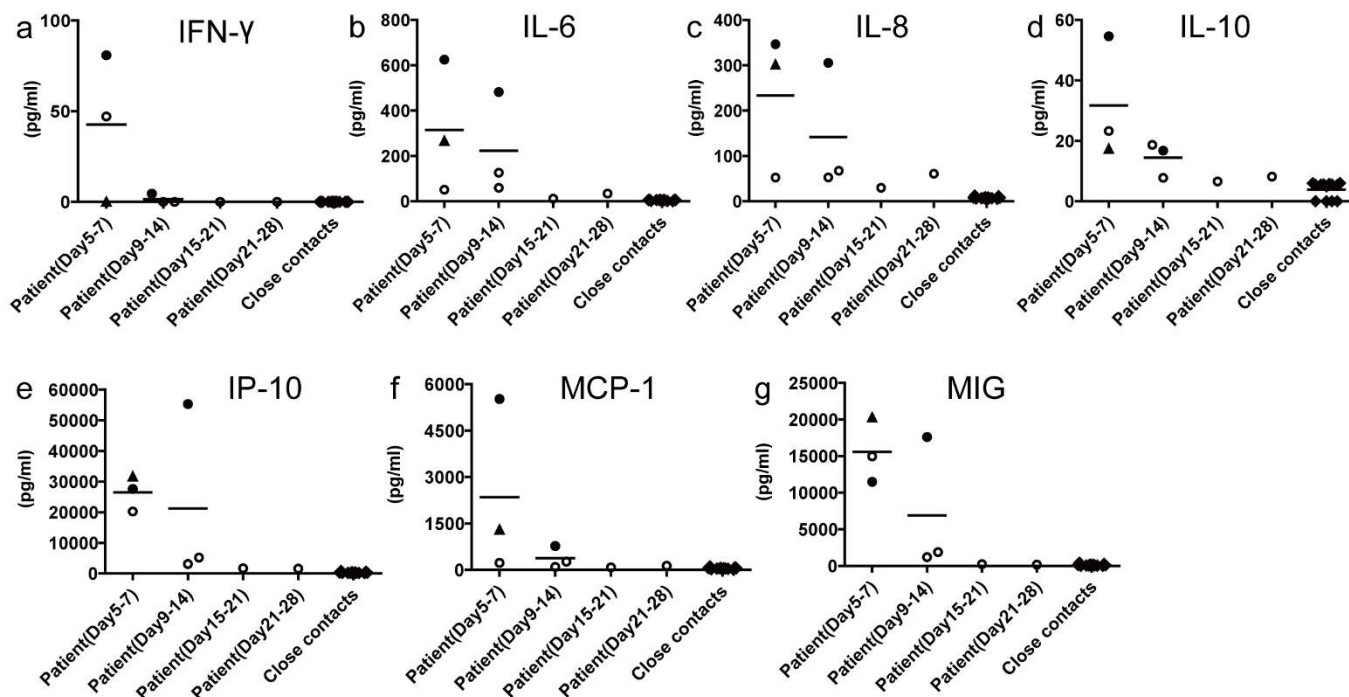 a IFN-γ
100
50
0
(pg/ml)
Patient(Day5-7)
Patient(Day9-14)
Patient(Day15-21)
Patient(Day21-28)
Close contacts
b IL-6
800
600
400
200
0
(pg/ml)
Patient(Day5-7)
Patient(Day9-14)
Patient(Day15-21)
Patient(Day21-28)
Close contacts
c IL-8
400
300
200
100
0
(pg/ml)
Patient(Day5-7)
Patient(Day9-14)
Patient(Day15-21)
Patient(Day21-28)
Close contacts
d IL-10
60
40
20
0
(pg/ml)
Patient(Day5-7)
Patient(Day9-14)
Patient(Day15-21)
Patient(Day21-28)
Close contacts
e IP-10
60000
50000
40000
30000
20000
10000
0
(pg/ml)
Patient(Day5-7)
Patient(Day9-14)
Patient(Day15-21)
Patient(Day21-28)
Close contacts
f MCP-1
6000
4500
3000
1500
0
(pg/ml)
Patient(Day5-7)
Patient(Day9-14)
Patient(Day15-21)
Patient(Day21-28)
Close contacts
g MIG
25000
20000
15000
10000
5000
0
(pg/ml)
Patient(Day5-7)
Patient(Day9-14)
Patient(Day15-21)
Patient(Day21-28)
Close contacts